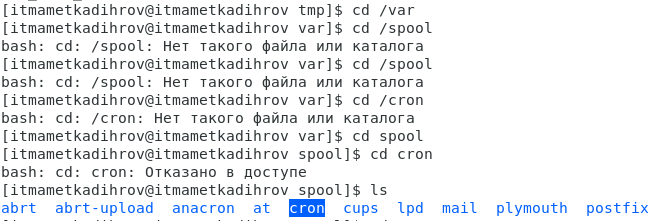 [itmametkadihrov@itmametkadihrov tmp]$ cd /var
[itmametkadihrov@itmametkadihrov var]$ cd /spool
bash: cd: /spool: Нет такого файла или каталога
[itmametkadihrov@itmametkadihrov var]$ cd /spool
bash: cd: /spool: Нет такого файла или каталога
[itmametkadihrov@itmametkadihrov var]$ cd /cron
bash: cd: /cron: Нет такого файла или каталога
[itmametkadihrov@itmametkadihrov var]$ cd spool
[itmametkadihrov@itmametkadihrov spool]$ cd cron
bash: cd: cron: Отказано в доступе
[itmametkadihrov@itmametkadihrov spool]$ ls
abrt abrt-upload anacron at cron cups lpd mail plymouth postfix